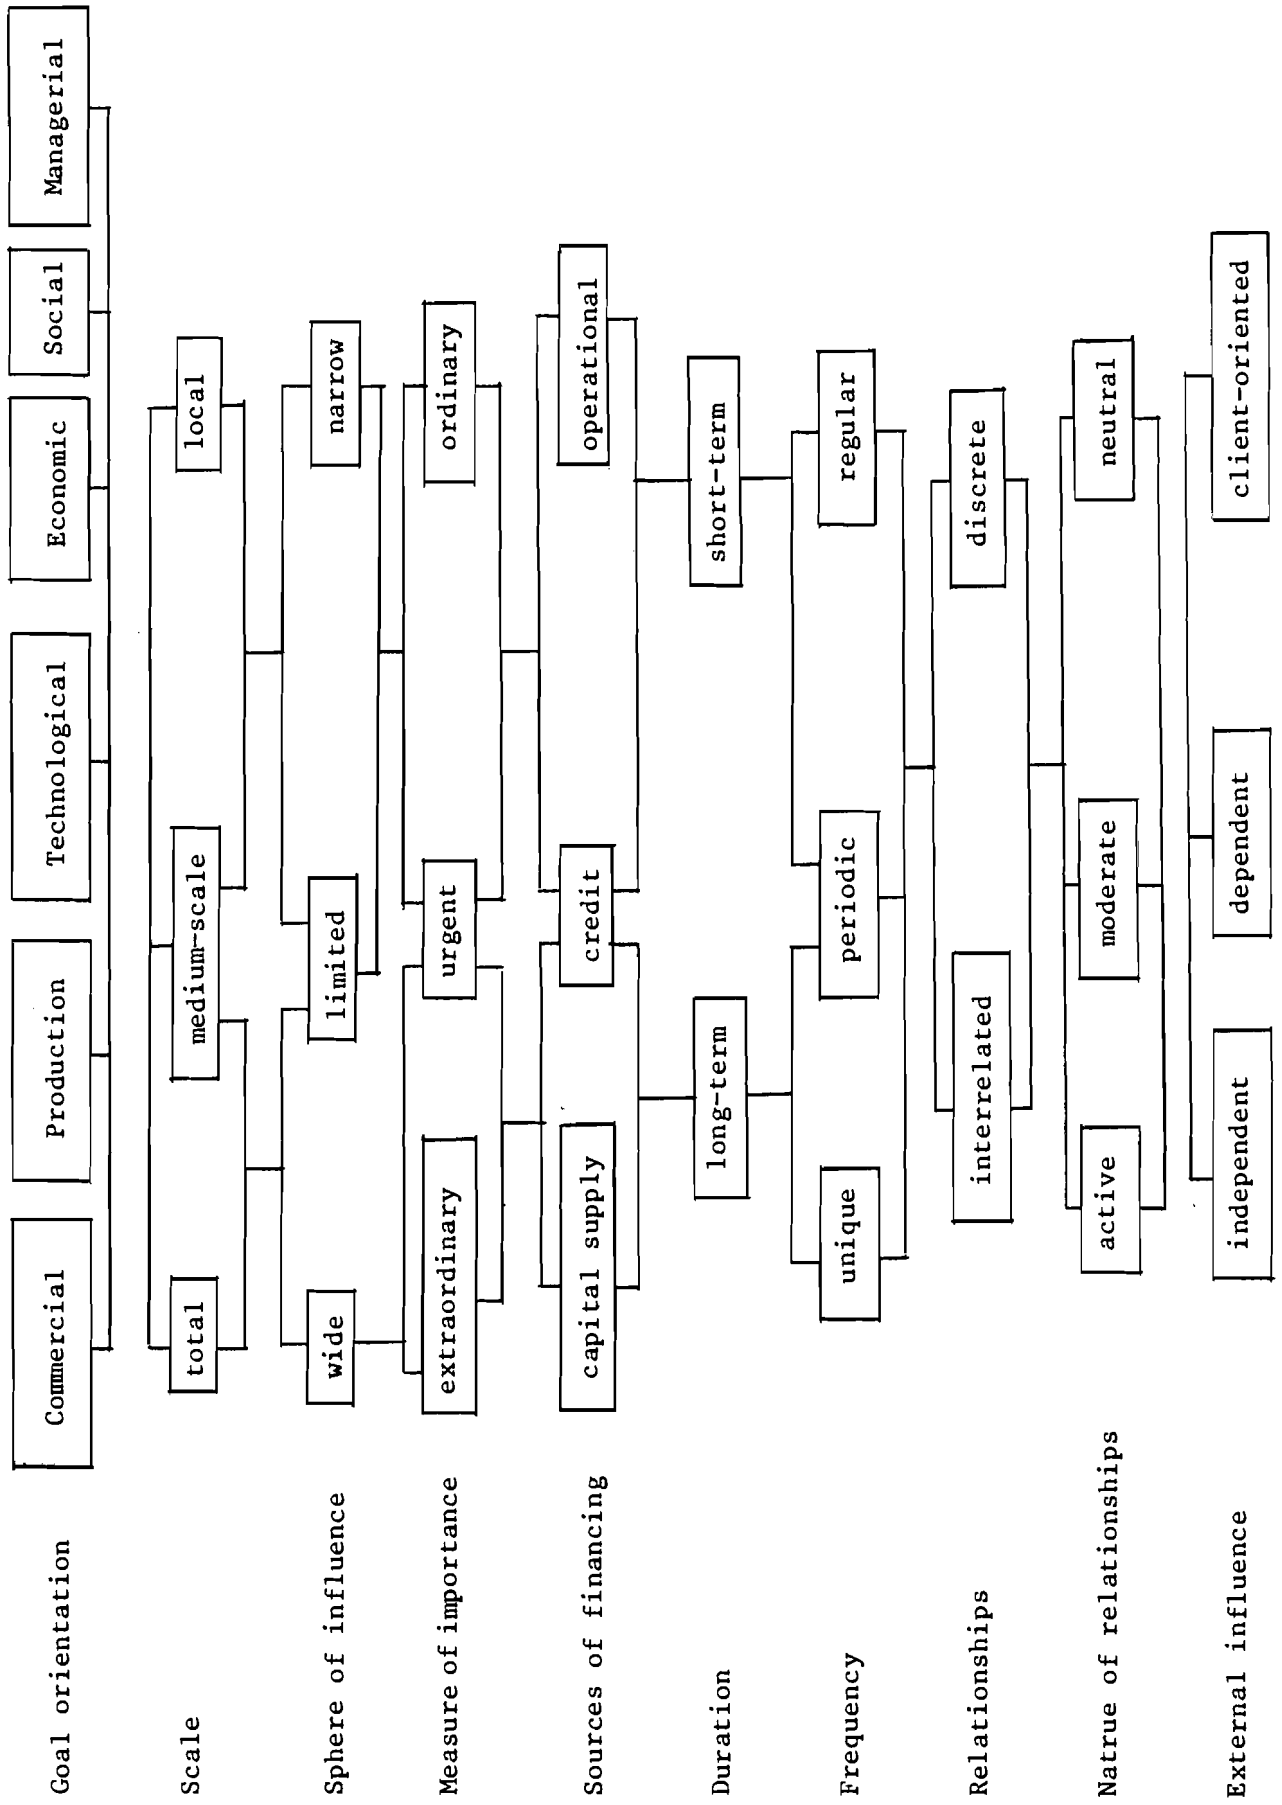 Goal orientation
Commercial
Production
Technological
Economic
Social
Managerial
Scale
total
medium-scale
local
Sphere of influence
wide
limited
narrow
Measure of importance
extraordinary
urgent
ordinary
Sources of financing
capital supply
credit
operational
Duration
long-term
short-term
Frequency
unique
periodic
regular
Relationships
interrelated
discrete
Natrue of relationships
active
moderate
neutral
External influence
independent
dependent
client-oriented